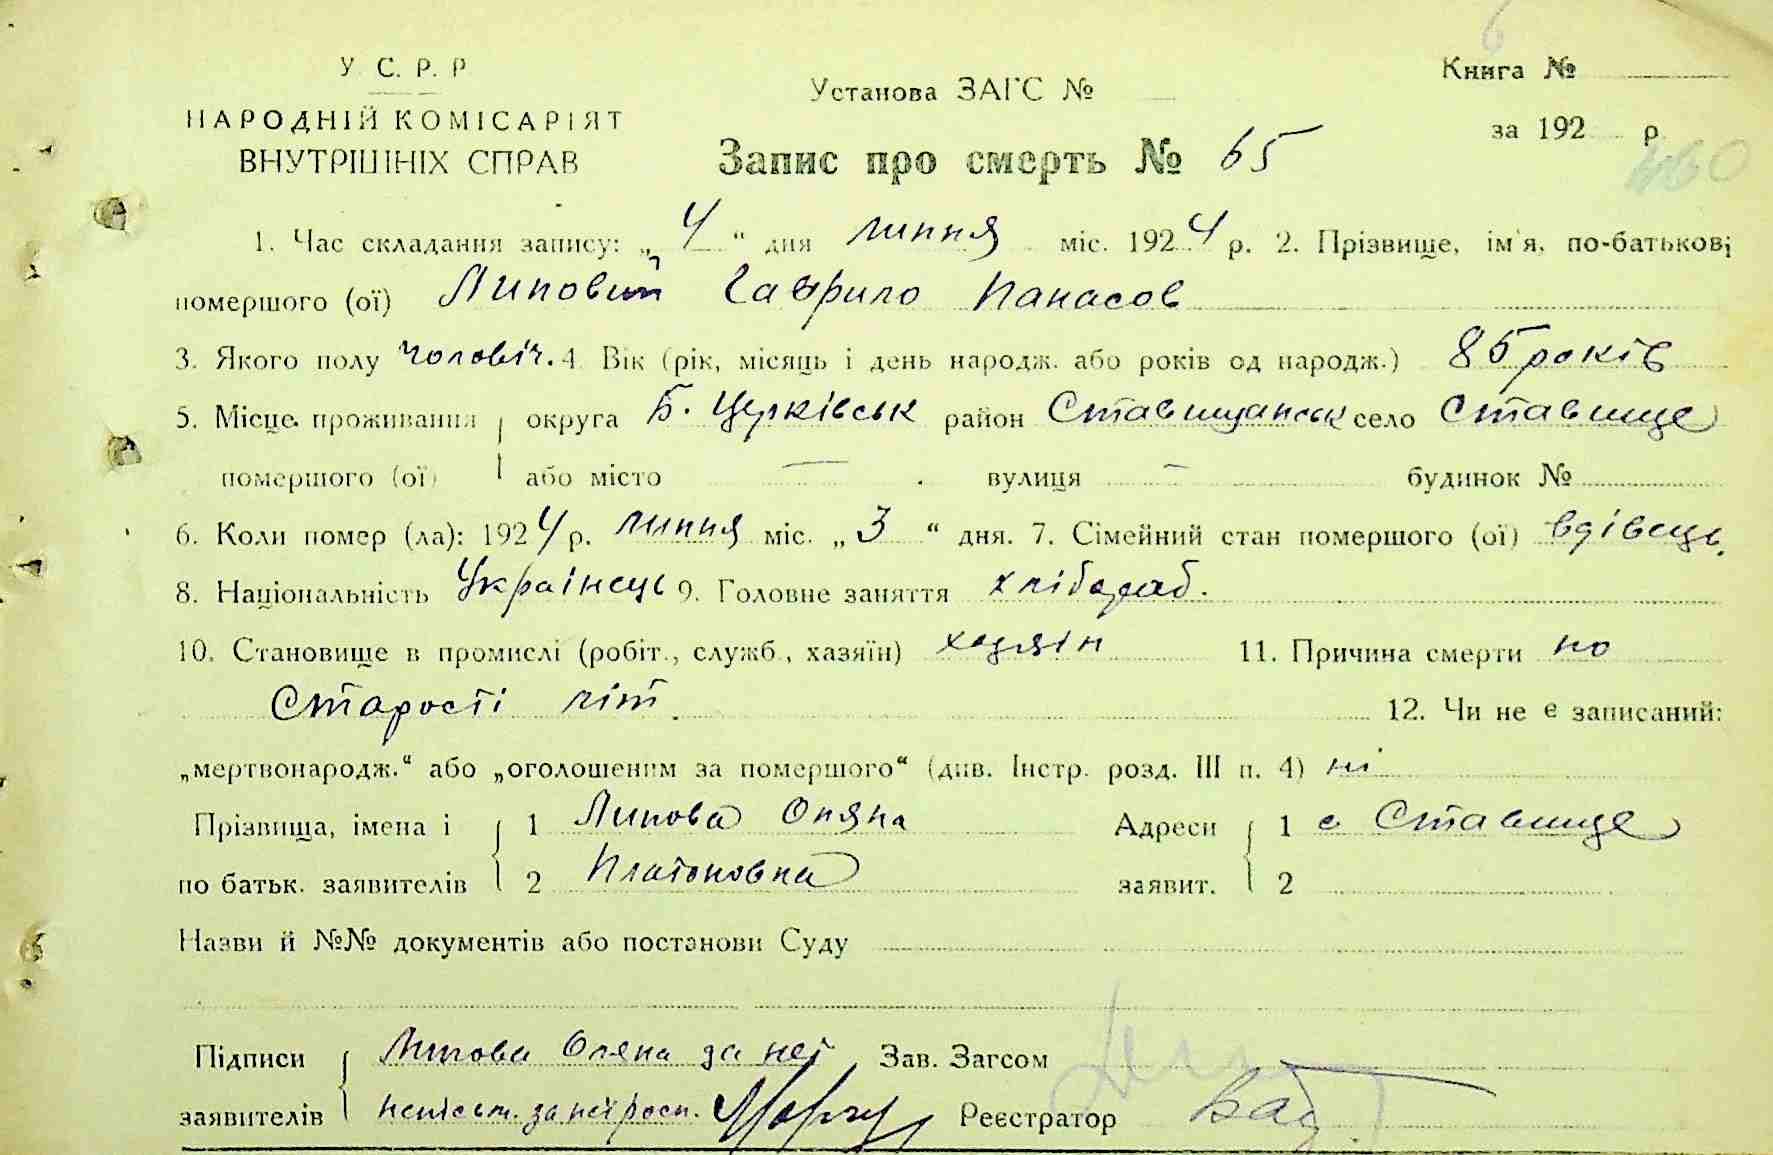 У. С. Р. Р
НАРОДНІЙ КОМІСАРІЯТ
ВНУТРІШНІХ СПРАВ
Установа ЗАГС №
Книга №
за 192 р.
460
Запис про смерть № 65
1. Час складання запису: „4“ дня липня міс. 1924 р. 2. Прізвище, ім'я, по-батькові
помершого (ої) Липовий Гаврило Панасов
3. Якого полу чоловіч. 4. Вік (рік, місяць і день народж. або років од народж.) 85 років
5. Місце проживання округа Б. Церківськ район Ставищанськ село Ставище
помершого (ої) або місто — вулиця — будинок №
6. Коли помер (ла): 1924 р. липня міс. „3“ дня. 7. Сімейний стан помершого (ої) вдівець.
8. Національність Українець 9. Головне заняття хлібороб.
10. Становище в промислі (робіт., служб., хазяїн) хазяїн 11. Причина смерти по
Старості літ. 12. Чи не є записаний:
„мертвонародж.“ або „оголошеним за помершого“ (див. Інстр. розд. III п. 4) ні
Прізвища, імена і 1 Липова Оляна Адреси 1 с Ставище
по батьк. заявителів 2 Платоновна заявит. 2
Назви й №№ документів або постанови Суду
Підписи Липова Оляна за неї Зав. Загсом
заявителів неписьм. за неї росп. Реєстратор